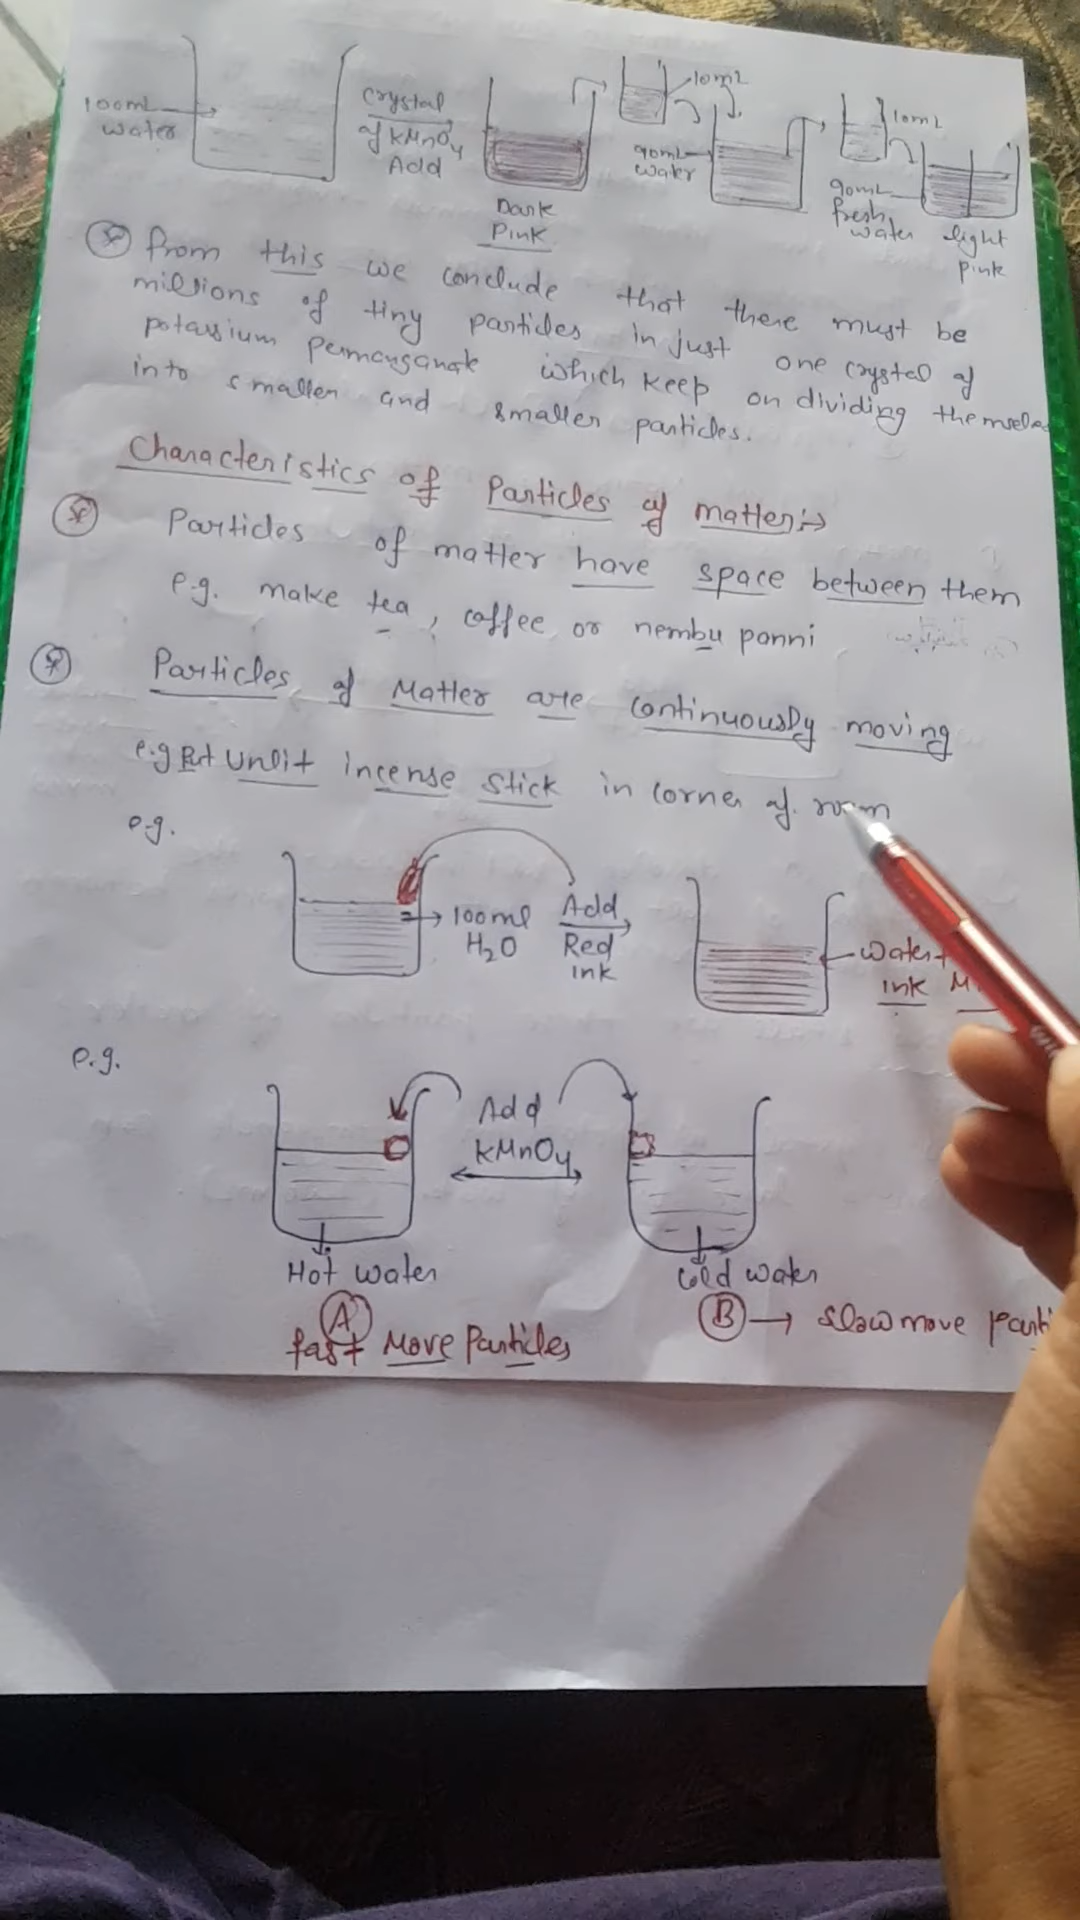 100mL
water
Crystal
of KMnO4
Add
Dark
Pink
10mL
90mL
water
10mL
90mL
fresh
water
light
pink
from this we conclude that there must be
millions of tiny particles in just one crystal of
potassium permanganate which keep on dividing
into smaller and smaller particles.
Characteristics of Particles of matter:→
Particles of matter have space between them
e.g. make tea, coffee or nembu panni
Particles of Matter are continuously moving
e.g Put Unlit incense stick in corner of room
e.g.
→ 100ml
H2O
Add
Red
ink
water+
ink M
e.g.
Add
KMnO4
Hot water
Cold water
A
fast Move Particles
B → slow move parti